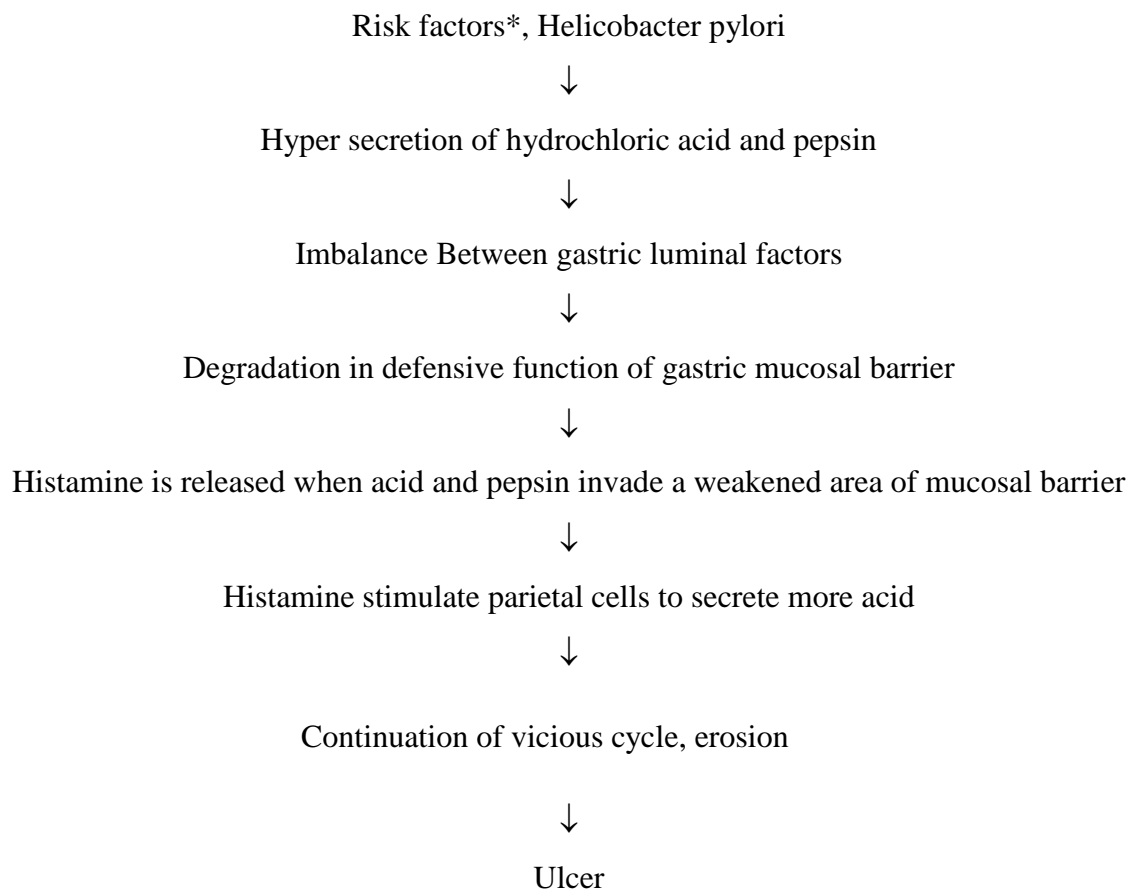 Risk factors*, Helicobacter pylori
↓
Hyper secretion of hydrochloric acid and pepsin
↓
Imbalance Between gastric luminal factors
↓
Degradation in defensive function of gastric mucosal barrier
↓
Histamine is released when acid and pepsin invade a weakened area of mucosal barrier
↓
Histamine stimulate parietal cells to secrete more acid
↓
Continuation of vicious cycle, erosion
↓
Ulcer